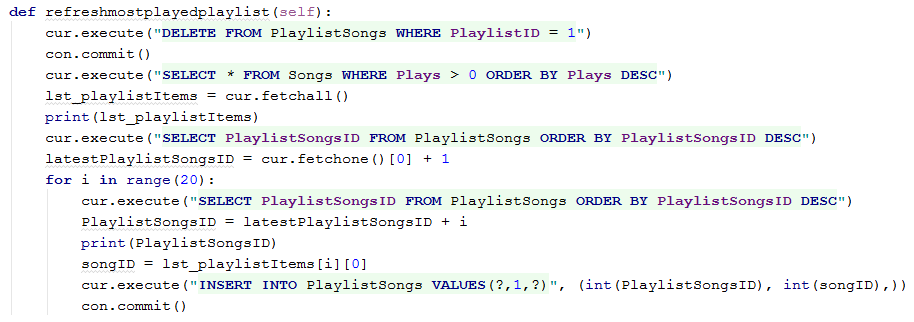 def refreshmostplayedplaylist(self):
    cur.execute("DELETE FROM PlaylistSongs WHERE PlaylistID = 1")
    con.commit()
    cur.execute("SELECT * FROM Songs WHERE Plays > 0 ORDER BY Plays DESC")
    lst_playlistItems = cur.fetchall()
    print(lst_playlistItems)
    cur.execute("SELECT PlaylistSongsID FROM PlaylistSongs ORDER BY PlaylistSongsID DESC")
    latestPlaylistSongsID = cur.fetchone()[0] + 1
    for i in range(20):
        cur.execute("SELECT PlaylistSongsID FROM PlaylistSongs ORDER BY PlaylistSongsID DESC")
        PlaylistSongsID = latestPlaylistSongsID + i
        print(PlaylistSongsID)
        songID = lst_playlistItems[i][0]
        cur.execute("INSERT INTO PlaylistSongs VALUES(?,1,?)", (int(PlaylistSongsID), int(songID),))
        con.commit()